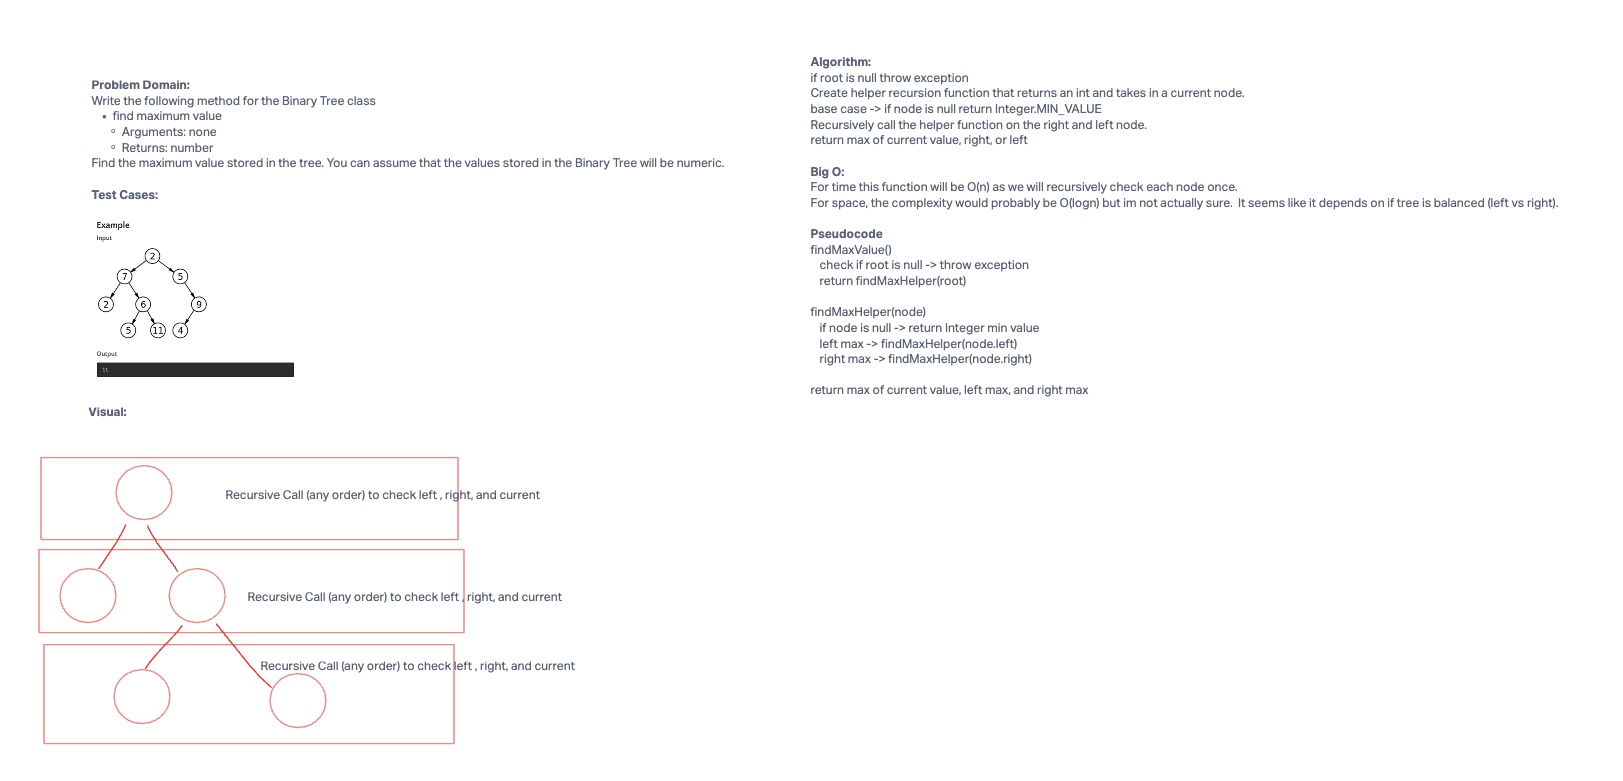 Problem Domain:
Write the following method for the Binary Tree class
• find maximum value
◦ Arguments: none
◦ Returns: number
Find the maximum value stored in the tree. You can assume that the values stored in the Binary Tree will be numeric.
Test Cases:
Example
Input
2
7 5
2 6 9
5 11 4
Output
11
Visual:
Recursive Call (any order) to check left , right, and current
Recursive Call (any order) to check left , right, and current
Recursive Call (any order) to check left , right, and current
Algorithm:
if root is null throw exception
Create helper recursion function that returns an int and takes in a current node.
base case -> if node is null return Integer.MIN_VALUE
Recursively call the helper function on the right and left node.
return max of current value, right, or left
Big O:
For time this function will be O(n) as we will recursively check each node once.
For space, the complexity would probably be O(logn) but im not actually sure.  It seems like it depends on if tree is balanced (left vs right).
Pseudocode
findMaxValue()
check if root is null -> throw exception
return findMaxHelper(root)
findMaxHelper(node)
if node is null -> return Integer min value
left max -> findMaxHelper(node.left)
right max -> findMaxHelper(node.right)
return max of current value, left max, and right max